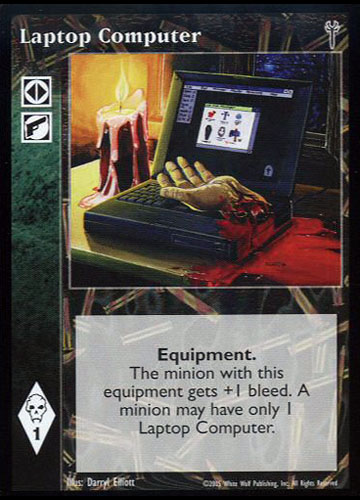 Laptop Computer
Equipment.
The minion with this
equipment gets +1 bleed. A
minion may have only 1
Laptop Computer.
1
Illus: Darryl Elliott
©2005 White Wolf Publishing, Inc. All Rights Reserved.